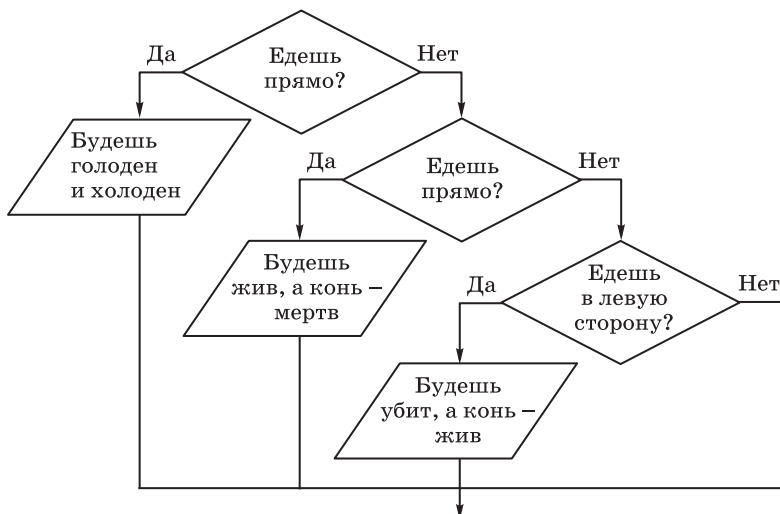 Да
Едешь
прямо?
Нет
Будешь
голоден
и холоден
Да
Едешь
прямо?
Нет
Будешь
жив, а конь –
мертв
Да
Едешь
в левую
сторону?
Нет
Будешь
убит, а конь –
жив